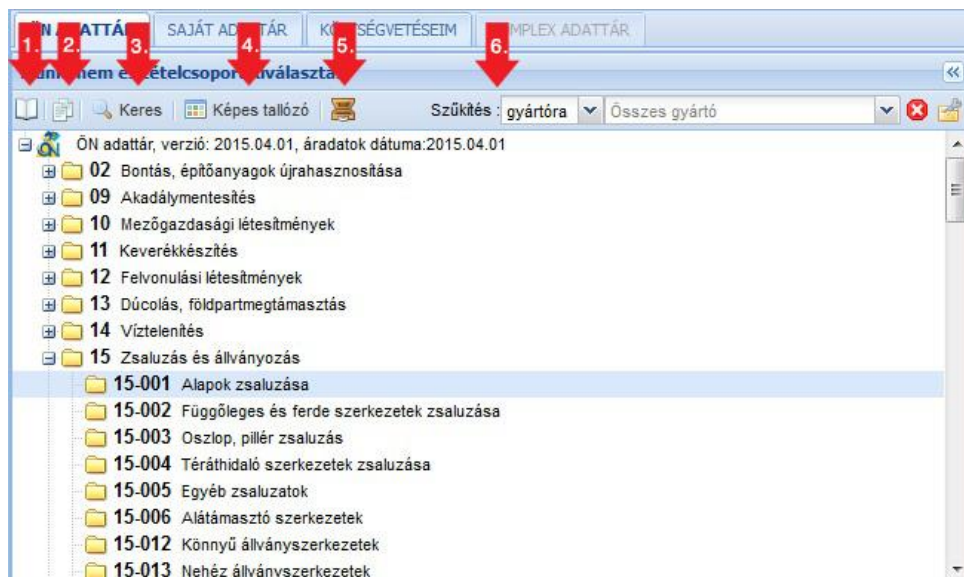 ADATTÁR SAJÁT ADATTÁR KÖLTSÉGVETÉSEIM KOMPLEX ADATTÁR
1. 2. 3. 4. 5. 6.
Keres Képes tallózó Szűkítés : gyártóra Összes gyártó
ÖN adattár, verzió: 2015.04.01, áradatok dátuma:2015.04.01
02 Bontás, építőanyagok újrahasznosítása
09 Akadálymentesítés
10 Mezőgazdasági létesítmények
11 Keverékkészítés
12 Felvonulási létesítmények
13 Dúcolás, földpartmegtámasztás
14 Víztelenítés
15 Zsaluzás és állványozás
15-001 Alapok zsaluzása
15-002 Függőleges és ferde szerkezetek zsaluzása
15-003 Oszlop, pillér zsaluzás
15-004 Téráthidaló szerkezetek zsaluzása
15-005 Egyéb zsaluzatok
15-006 Alátámasztó szerkezetek
15-012 Könnyű állványszerkezetek
15-013 Nehéz állványszerkezetek